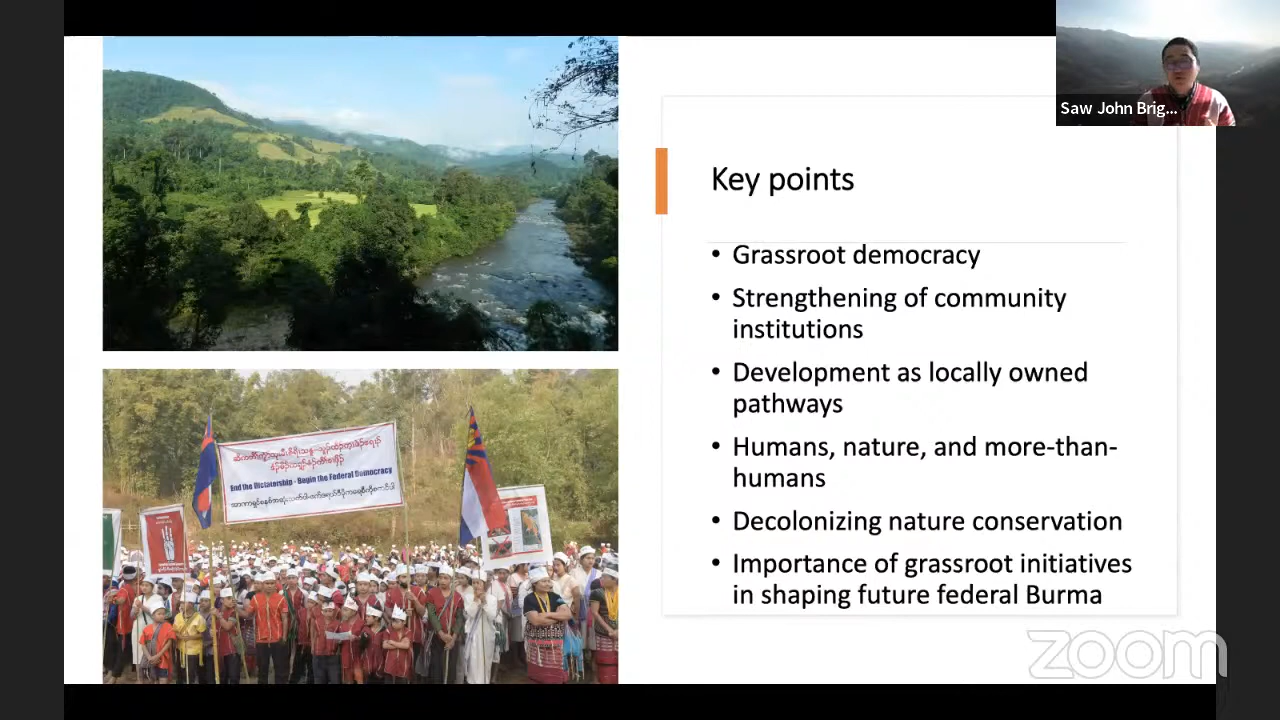 Saw John Brig...
Key points
• Grassroot democracy
• Strengthening of community
institutions
• Development as locally owned
pathways
• Humans, nature, and more-than-
humans
• Decolonizing nature conservation
• Importance of grassroot initiatives
in shaping future federal Burma
End the Dictatorship - Begin the Federal Democracy
zoom